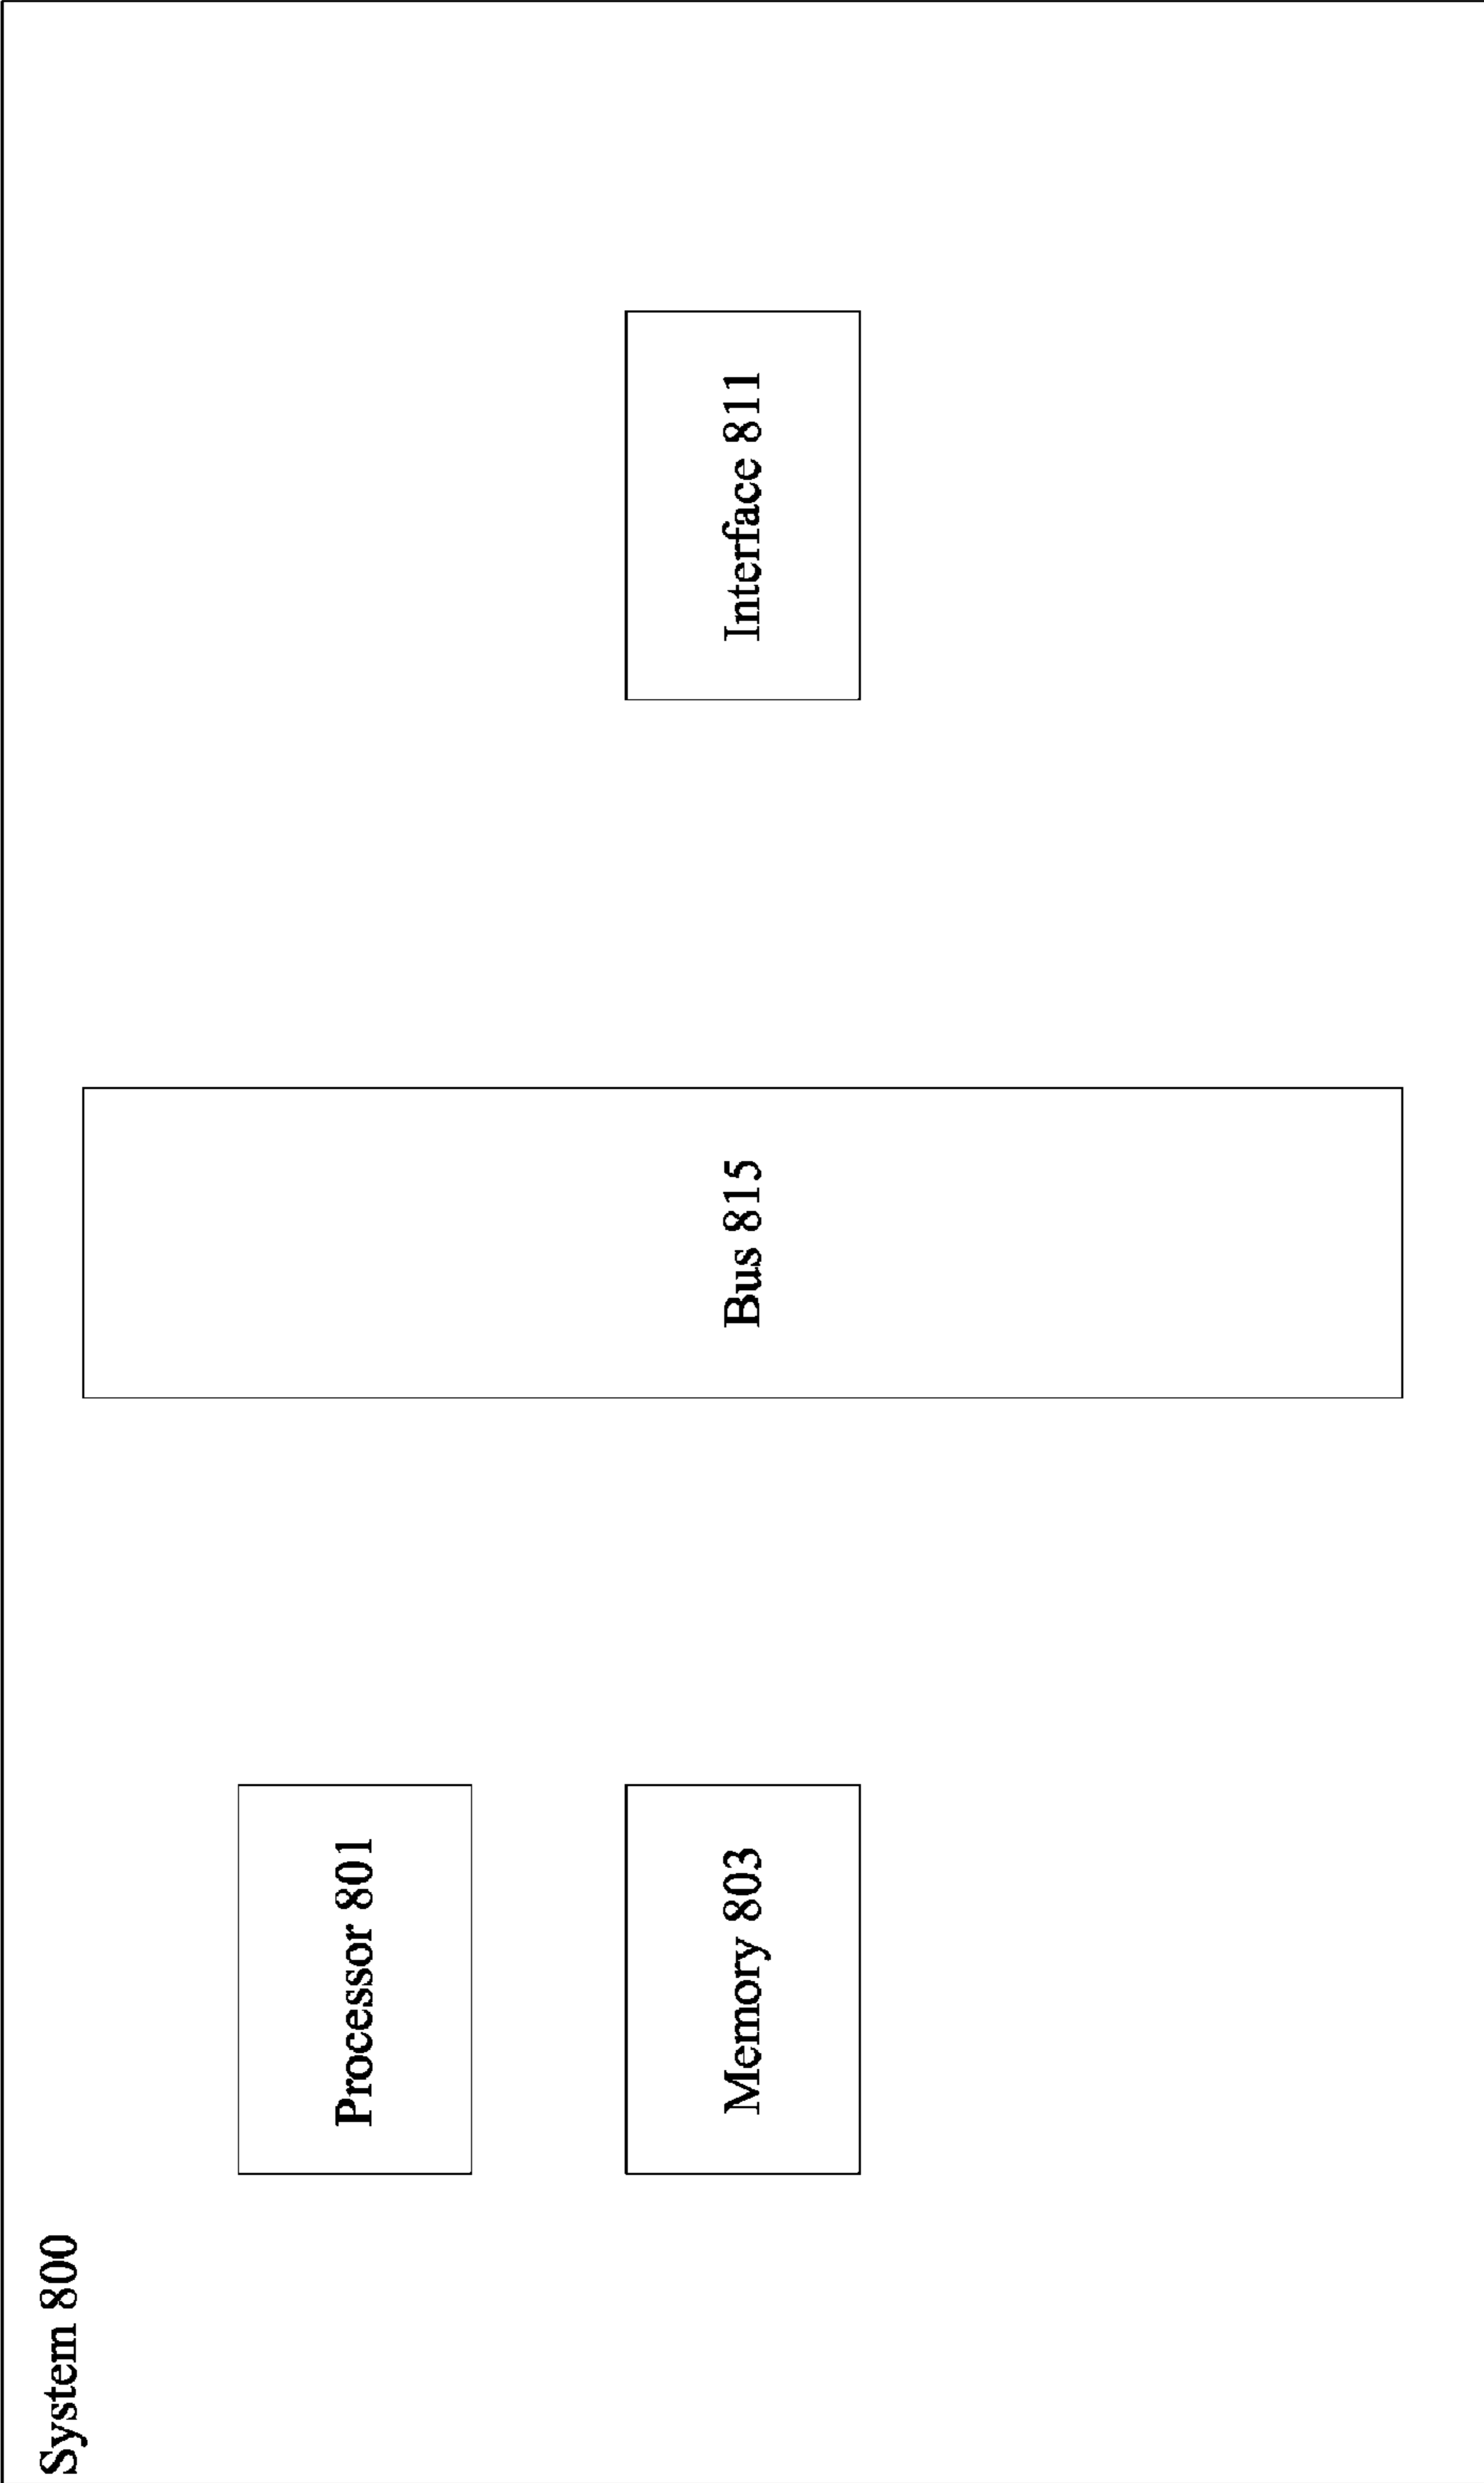 System 800
Processor 801
Memory 803
Bus 815
Interface 811